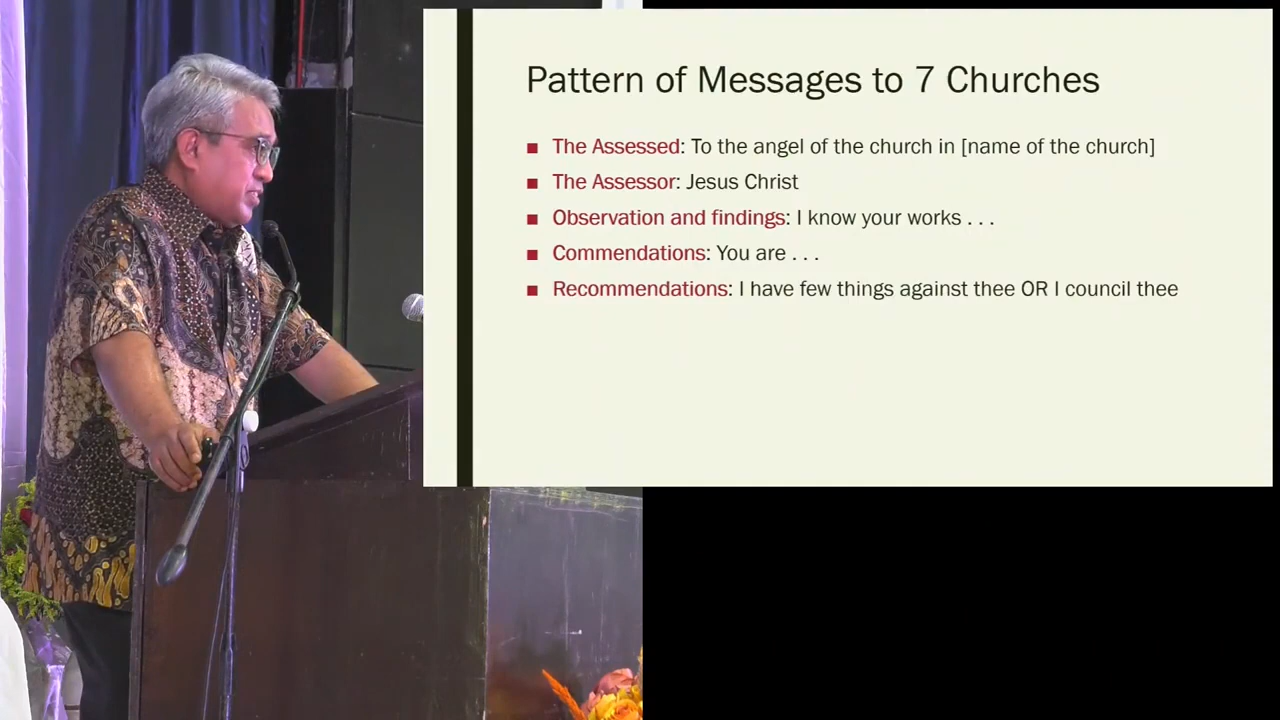 Pattern of Messages to 7 Churches
The Assessed: To the angel of the church in [name of the church]
The Assessor: Jesus Christ
Observation and findings: I know your works . . .
Commendations: You are . . .
Recommendations: I have few things against thee OR I council thee